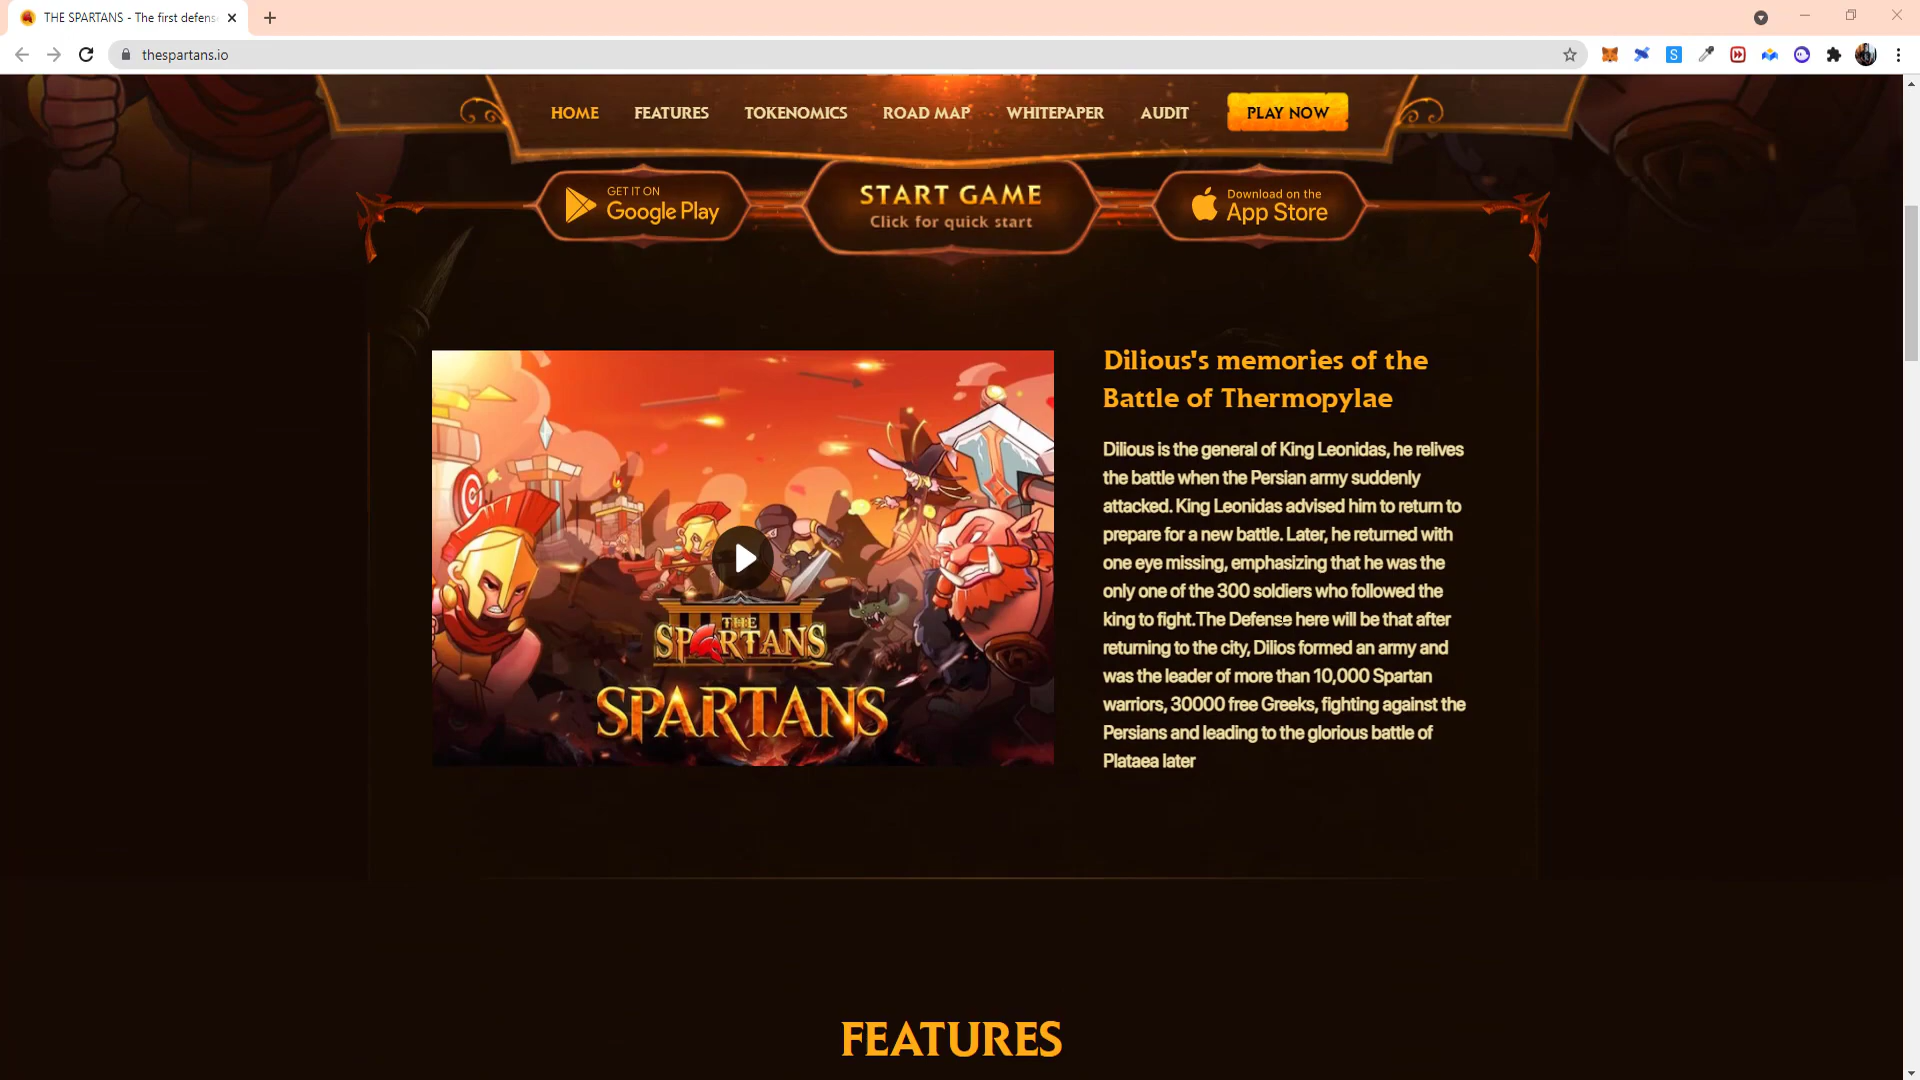 THE SPARTANS - The first defens
thespartans.io
HOME
FEATURES
TOKENOMICS
ROAD MAP
WHITEPAPER
AUDIT
PLAY NOW
GET IT ON
Google Play
START GAME
Click for quick start
Download on the
App Store
THE
SPARTANS
SPARTANS
Dilious's memories of the
Battle of Thermopylae
Dilious is the general of King Leonidas, he relives
the battle when the Persian army suddenly
attacked. King Leonidas advised him to return to
prepare for a new battle. Later, he returned with
one eye missing, emphasizing that he was the
only one of the 300 soldiers who followed the
king to fight.The Defense here will be that after
returning to the city, Dilios formed an army and
was the leader of more than 10,000 Spartan
warriors, 30000 free Greeks, fighting against the
Persians and leading to the glorious battle of
Plataea later
FEATURES